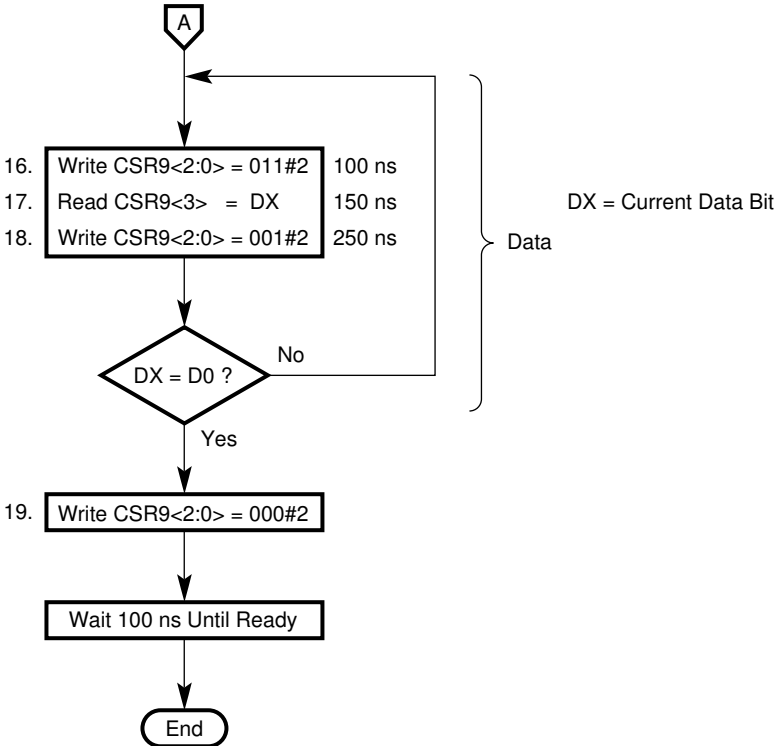 A
16. Write CSR9<2:0> = 011#2 100 ns
17. Read CSR9<3> = DX 150 ns
18. Write CSR9<2:0> = 001#2 250 ns
DX = Current Data Bit
Data
DX = D0 ?
No
Yes
19. Write CSR9<2:0> = 000#2
Wait 100 ns Until Ready
End